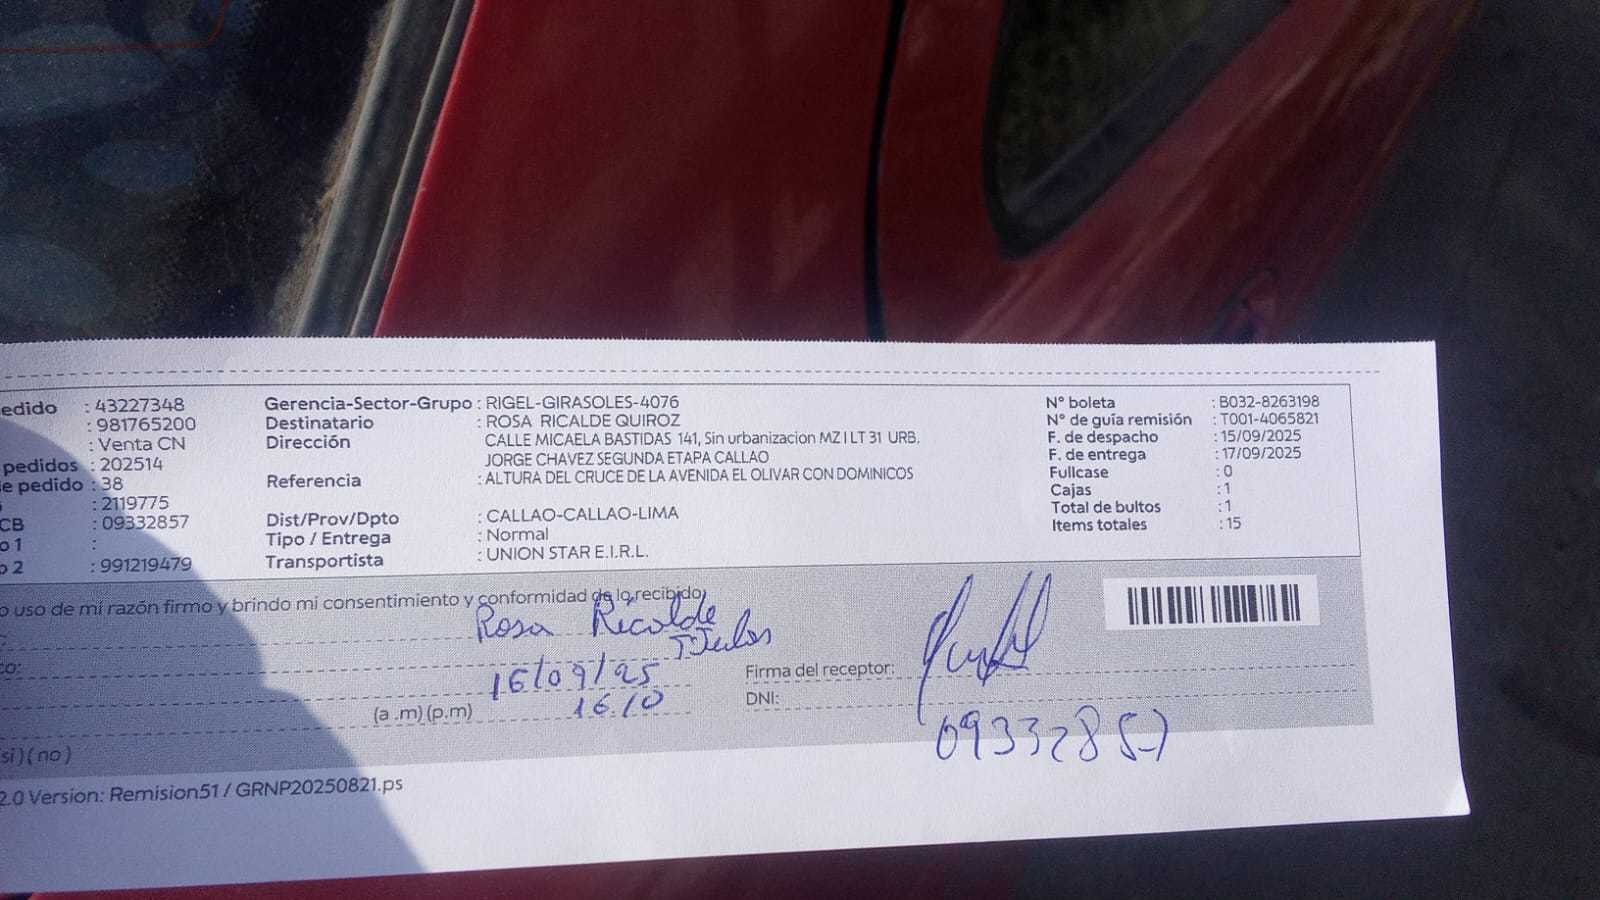 edido : 43227348 Gerencia-Sector-Grupo : RIGEL-GIRASOLES-4076 N° boleta : B032-8263198
: 981765200 Destinatario : ROSA RICALDE QUIROZ N° de guía remisión : T001-4065821
: Venta CN Dirección CALLE MICAELA BASTIDAS 141, Sin urbanizacion MZ I LT 31 URB. F. de despacho : 15/09/2025
pedidos : 202514 JORGE CHAVEZ SEGUNDA ETAPA CALLAO F. de entrega : 17/09/2025
e pedido : 38 Referencia : ALTURA DEL CRUCE DE LA AVENIDA EL OLIVAR CON DOMINICOS Fullcase : 0
: 2119775 Cajas : 1
CB : 09332857 Dist/Prov/Dpto : CALLAO-CALLAO-LIMA Total de bultos : 1
o 1 : Tipo / Entrega : Normal Items totales : 15
o 2 : 991219479 Transportista : UNION STAR E.I.R.L.
o uso de mi razón firmo y brindo mi consentimiento y conformidad de lo recibido
Rosa Ricalde
co:
16/09/25 Firma del receptor:
(a .m) (p.m) 16.10 DNI: 09332857
si ) ( no )
2.0 Version: Remision51 / GRNP20250821.ps